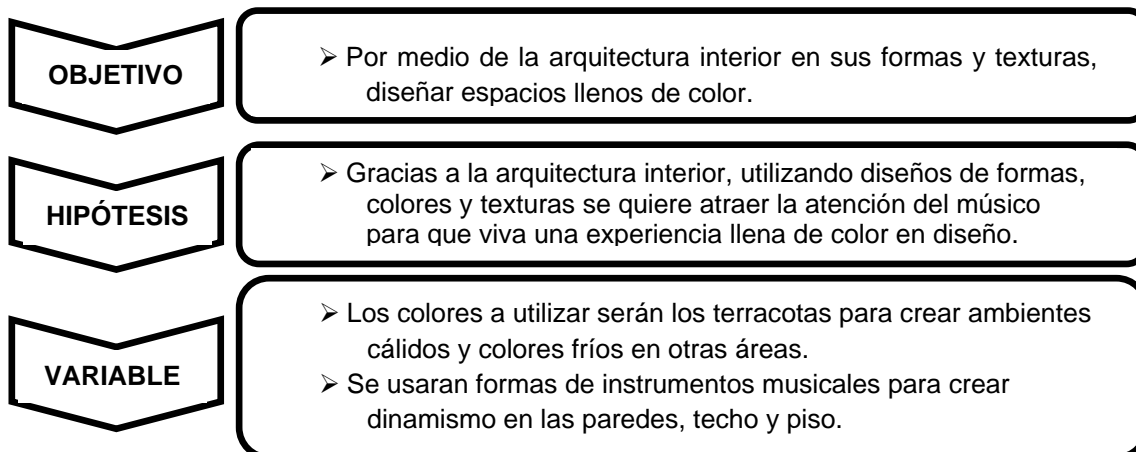 OBJETIVO
➢ Por medio de la arquitectura interior en sus formas y texturas,
diseñar espacios llenos de color.
HIPÓTESIS
➢ Gracias a la arquitectura interior, utilizando diseños de formas,
colores y texturas se quiere atraer la atención del músico
para que viva una experiencia llena de color en diseño.
VARIABLE
➢ Los colores a utilizar serán los terracotas para crear ambientes
cálidos y colores fríos en otras áreas.
➢ Se usaran formas de instrumentos musicales para crear
dinamismo en las paredes, techo y piso.